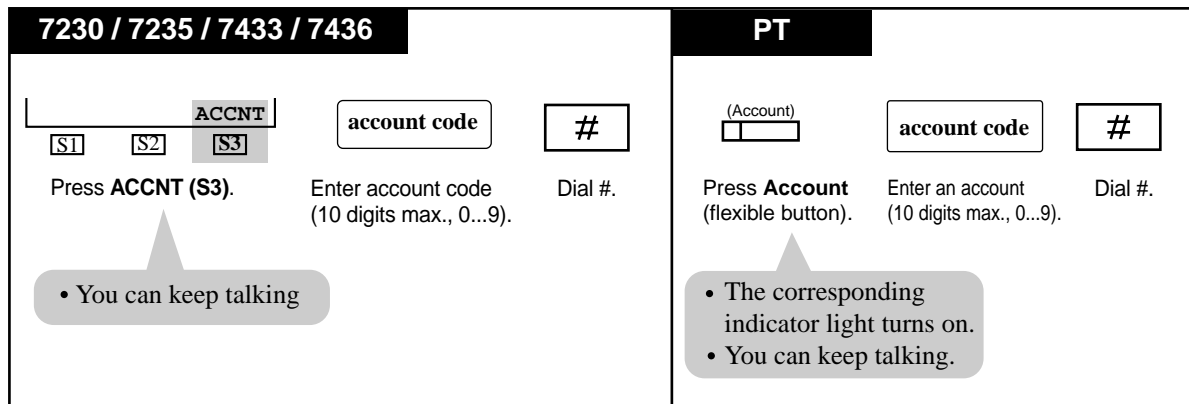 7230 / 7235 / 7433 / 7436
ACCNT
S1 S2 S3
account code
#
Press ACCNT (S3).
Enter account code
(10 digits max., 0...9).
Dial #.
• You can keep talking
PT
(Account)
account code
#
Press Account
(flexible button).
Enter an account
(10 digits max., 0...9).
Dial #.
• The corresponding
indicator light turns on.
• You can keep talking.